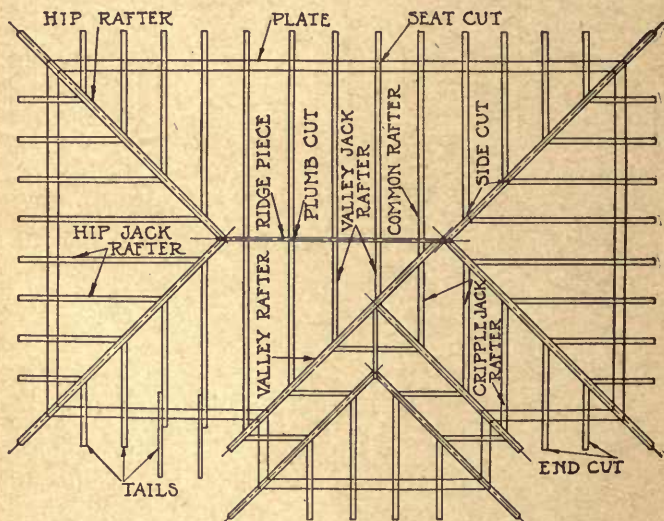 HIP RAFTER
PLATE
SEAT CUT
RIDGE PIECE
PLUMB CUT
VALLEY JACK
RAFTER
COMMON RAFTER
SIDE CUT
HIP JACK
RAFTER
VALLEY RAFTER
CRIPPLE JACK
RAFTER
TAILS
END CUT